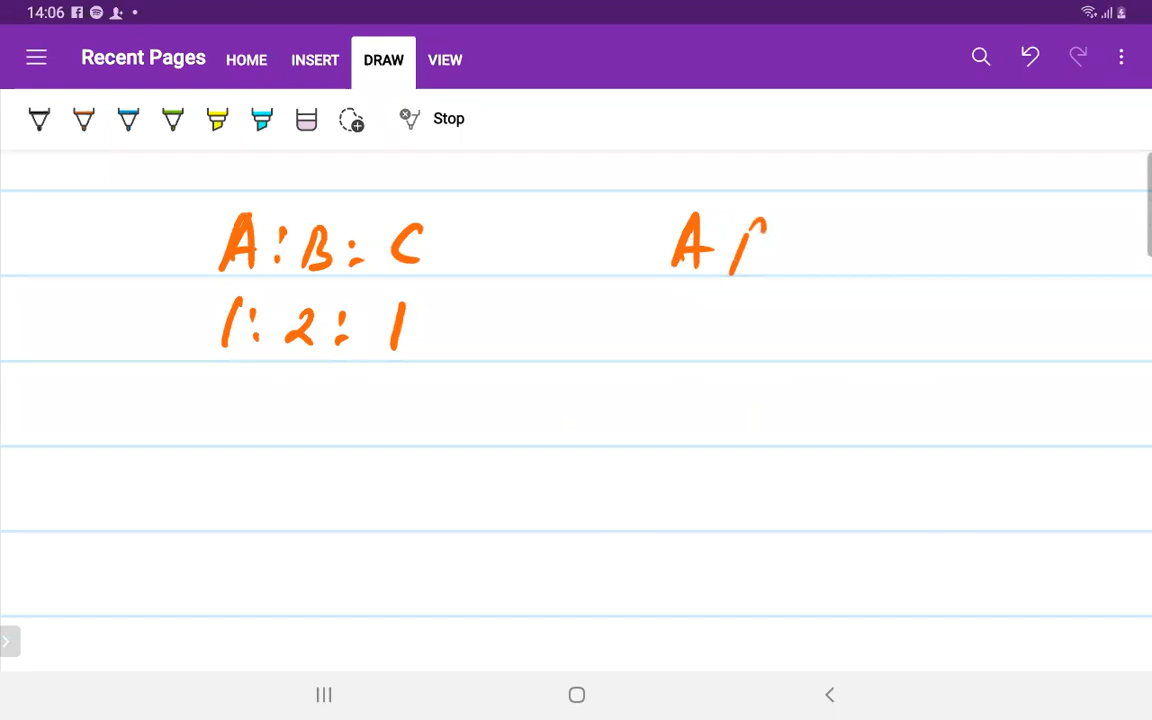 14:06
Recent Pages HOME INSERT DRAW VIEW
Stop
A : B : C A
1 : 2 : 1